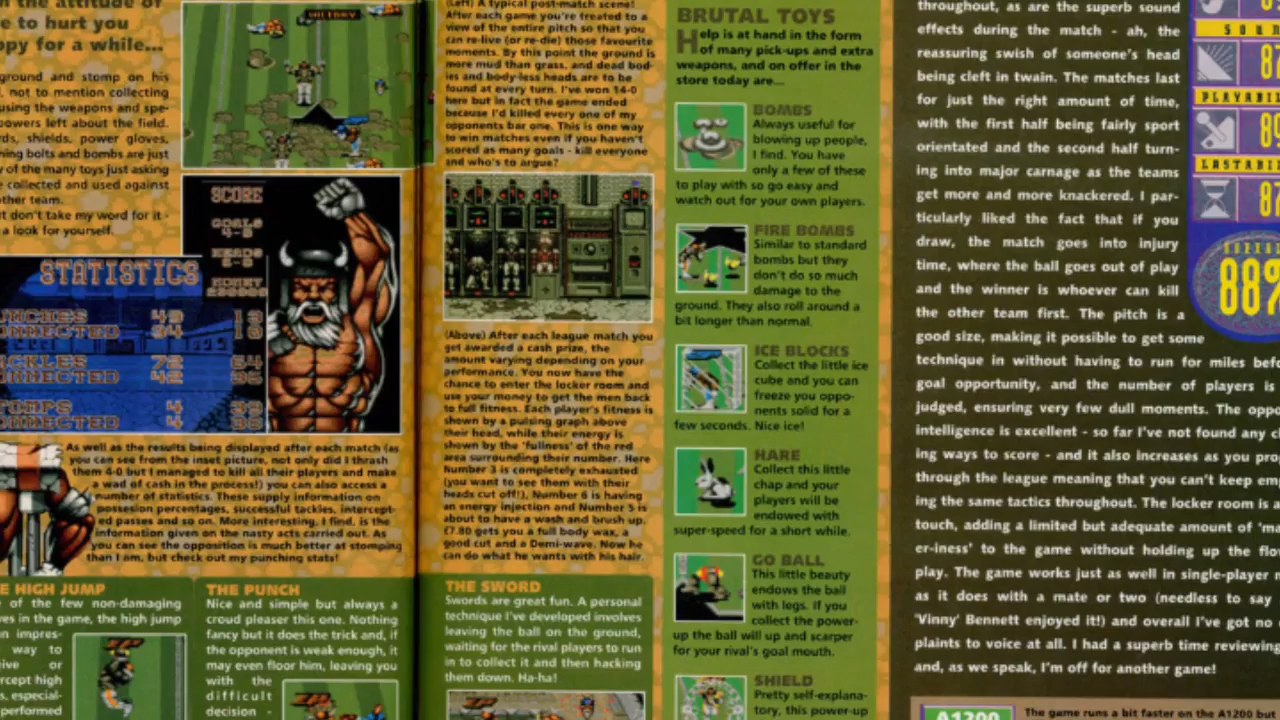 the attitude of
to hurt you
py for a while...
ground and stomp on his
not to mention collecting
using the weapons and spe-
owers left about the field.
shields, power gloves,
ning bolts and bombs are just
of the many toys just asking
collected and used against
other team.
t don't take my word for it -
a look for yourself.
VICTORY
SCORE
GOALS
4-0
HEADS
MONEY
STATISTICS
UNCHES 49 13
ONNECTED 34 10
ACKLES 72 64
ONNECTED 42 36
TOMPS 4 39
ONNECTED 4 38
As well as the results being displayed after each match (as
you can see from the inset picture, not only did I thrash
them 4-0 but I managed to kill all their players and make
a wad of cash in the process!) you can also access a
number of statistics. These supply information on
possesion percentages, successful tackles, intercept-
ed passes and so on. More interesting, I find, is the
information given on the nasty acts carried out. As
you can see the opposition is much better at stomping
than I am, but check out my punching stats!
E HIGH JUMP
of the few non-damaging
ves in the game, the high jump
n impres-
way to
ive or
rcept high
s, especial-
performed
THE PUNCH
Nice and simple but always a
croud pleaser this one. Nothing
fancy but it does the trick and, if
the opponent is weak enough, it
may even floor him, leaving you
with the
difficult
decision -
(Left) A typical post-match scene!
After each game you're treated to a
view of the entire pitch so that you
can re-live (or re-die) those favourite
moments. By this point the ground is
more mud than grass, and dead bod-
ies and body-less heads are to be
found at every turn. I've won 14-0
here but in fact the game ended
because I'd killed every one of my
opponents bar one. This is one way
to win matches even if you haven't
scored as many goals - kill everyone
and who's to argue?
(Above) After each league match you
get awarded a cash prize, the
amount varying depending on your
performance. You now have the
chance to enter the locker room and
use your money to get the men back
to full fitness. Each player's fitness is
shown by a pulsing graph above
their head, while their energy is
shown by the 'fullness' of the red
area surrounding their number. Here
Number 3 is completely exhausted
(you want to see them with their
heads cut off!), Number 6 is having
an energy injection and Number 5 is
about to have a wash and brush up.
£7.80 gets you a full body wax, a
good cut and a Demi-wave. Now he
can do what he wants with his hair.
THE SWORD
Swords are great fun. A personal
technique I've developed involves
leaving the ball on the ground,
waiting for the rival players to run
in to collect it and then hacking
them down. Ha-ha!
BRUTAL TOYS
Help is at hand in the form
of many pick-ups and extra
weapons, and on offer in the
store today are...
BOMBS
Always useful for
blowing up people,
I find. You have
only a few of these
to play with so go easy and
watch out for your own players.
FIRE BOMBS
Similar to standard
bombs but they
don't do so much
damage to the
ground. They also roll around a
bit longer than normal.
ICE BLOCKS
Collect the little ice
cube and you can
freeze you oppo-
nents solid for a
few seconds. Nice ice!
HARE
Collect this little
chap and your
players will be
endowed with
super-speed for a short while.
GO BALL
This little beauty
endows the ball
with legs. If you
collect the power-
up the ball will up and scarper
for your rival's goal mouth.
SHIELD
Pretty self-explana-
tory, this power-up
throughout, as are the superb sound
effects during the match - ah, the
reassuring swish of someone's head
being cleft in twain. The matches last
for just the right amount of time,
with the first half being fairly sport
orientated and the second half turn-
ing into major carnage as the teams
get more and more knackered. I par-
ticularly liked the fact that if you
draw, the match goes into injury
time, where the ball goes out of play
and the winner is whoever can kill
the other team first. The pitch is a
good size, making it possible to get some
technique in without having to run for miles befo
goal opportunity, and the number of players is
judged, ensuring very few dull moments. The oppo
intelligence is excellent - so far I've not found any c
ing ways to score - and it also increases as you pro
through the league meaning that you can't keep em
ing the same tactics throughout. The locker room is a
touch, adding a limited but adequate amount of 'ma
er-iness' to the game without holding up the flo
play. The game works just as well in single-player
as it does with a mate or two (needless to say
'Vinny' Bennett enjoyed it!) and overall I've got no
plaints to voice at all. I had a superb time reviewing
and, as we speak, I'm off for another game!
SOUN
PLAYABI
LASTABI
88%
A1200
The game runs a bit faster on the A1200 but